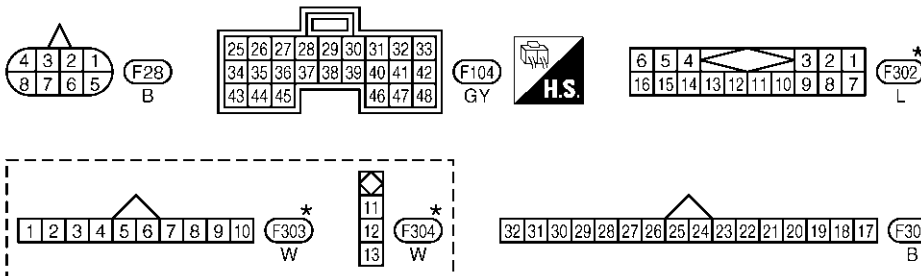 4 3 2 1
8 7 6 5
F28
B
25 26 27 28 29 30 31 32 33
34 35 36 37 38 39 40 41 42
43 44 45 46 47 48
F104
GY
H.S.
6 5 4 3 2 1
16 15 14 13 12 11 10 9 8 7
*
F302
L
1 2 3 4 5 6 7 8 9 10
*
F303
W
11
12
13
*
F304
W
32 31 30 29 28 27 26 25 24 23 22 21 20 19 18 17
F30
B